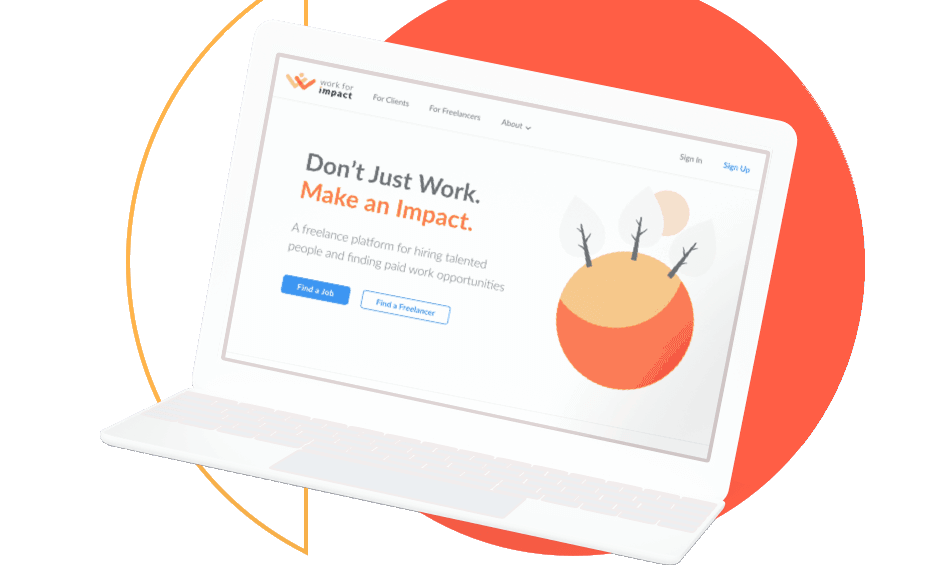 work for
impact
For Clients
For Freelancers
About
Sign In
Sign Up
Don't Just Work.
Make an Impact.
A freelance platform for hiring talented
people and finding paid work opportunities
Find a Job
Find a Freelancer